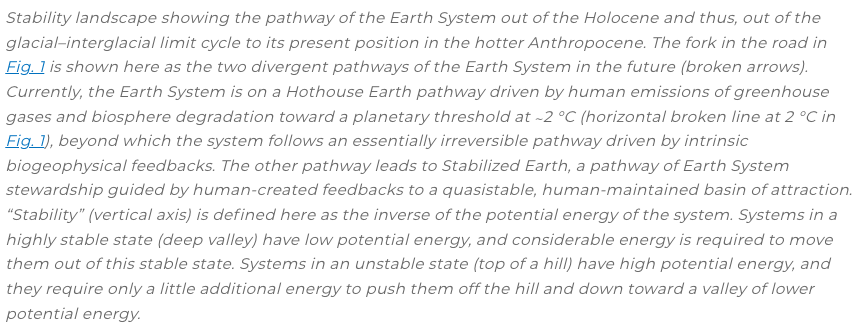 Stability landscape showing the pathway of the Earth System out of the Holocene and thus, out of the
glacial–interglacial limit cycle to its present position in the hotter Anthropocene. The fork in the road in
Fig. 1 is shown here as the two divergent pathways of the Earth System in the future (broken arrows).
Currently, the Earth System is on a Hothouse Earth pathway driven by human emissions of greenhouse
gases and biosphere degradation toward a planetary threshold at ~2 °C (horizontal broken line at 2 °C in
Fig. 1), beyond which the system follows an essentially irreversible pathway driven by intrinsic
biogeophysical feedbacks. The other pathway leads to Stabilized Earth, a pathway of Earth System
stewardship guided by human-created feedbacks to a quasistable, human-maintained basin of attraction.
“Stability” (vertical axis) is defined here as the inverse of the potential energy of the system. Systems in a
highly stable state (deep valley) have low potential energy, and considerable energy is required to move
them out of this stable state. Systems in an unstable state (top of a hill) have high potential energy, and
they require only a little additional energy to push them off the hill and down toward a valley of lower
potential energy.